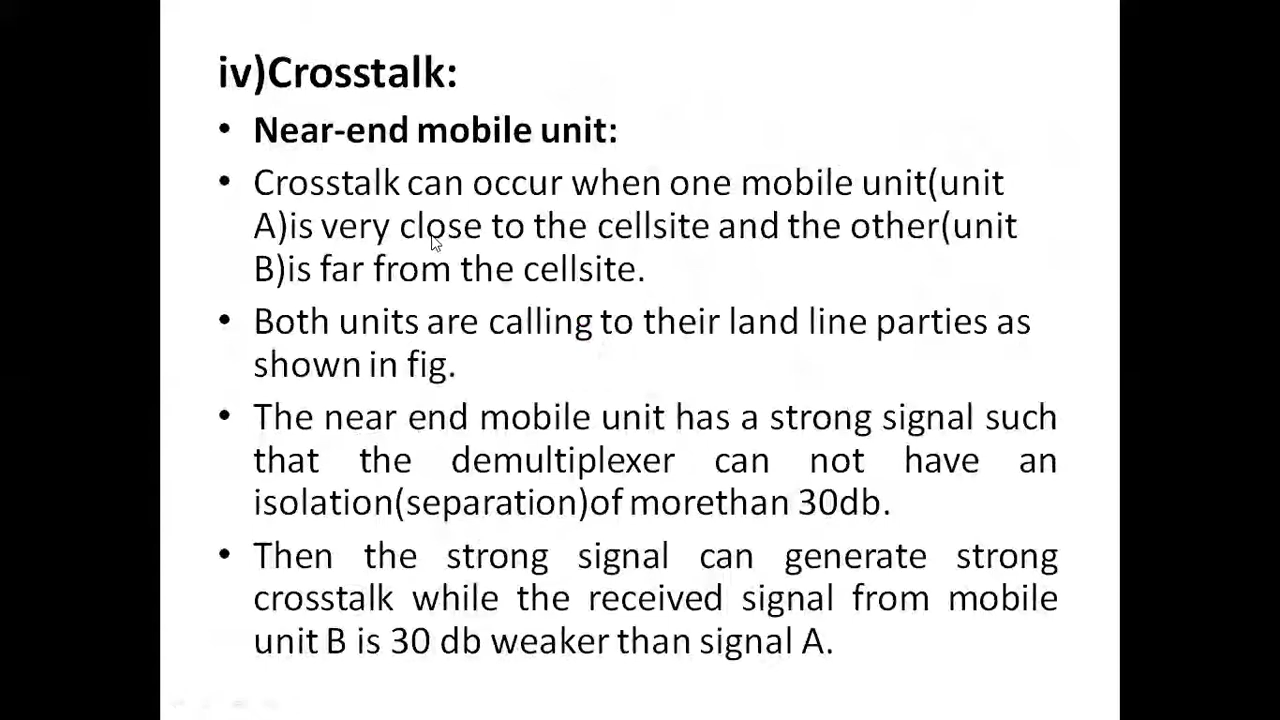 iv)Crosstalk:
• Near-end mobile unit:
• Crosstalk can occur when one mobile unit(unit
A)is very close to the cellsite and the other(unit
B)is far from the cellsite.
• Both units are calling to their land line parties as
shown in fig.
• The near end mobile unit has a strong signal such
that the demultiplexer can not have an
isolation(separation)of morethan 30db.
• Then the strong signal can generate strong
crosstalk while the received signal from mobile
unit B is 30 db weaker than signal A.